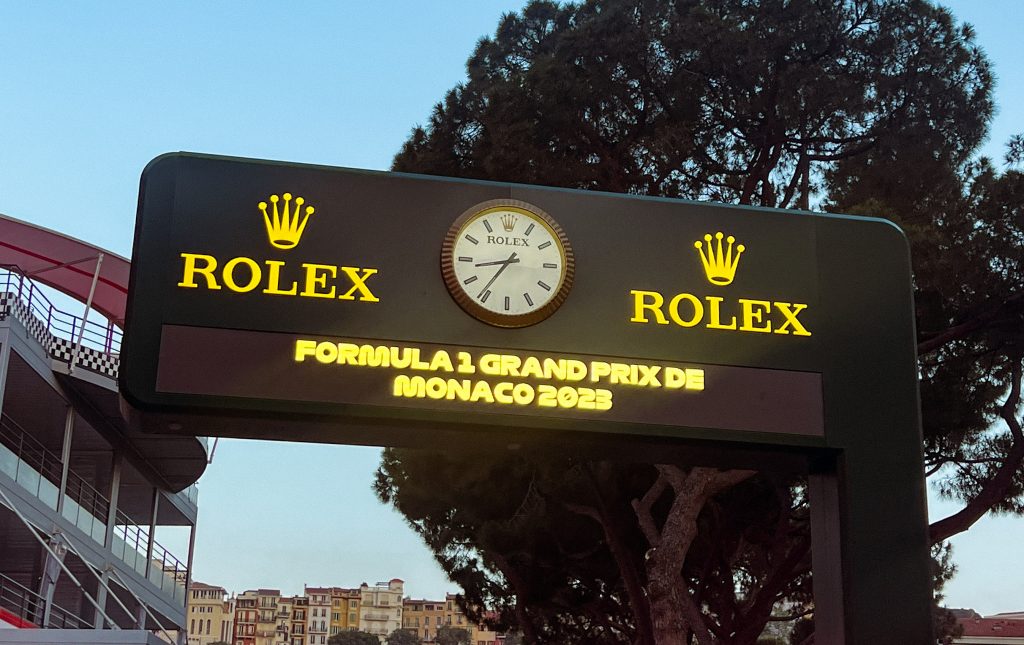 ROLEX
ROLEX
ROLEX
FORMULA 1 GRAND PRIX DE
MONACO 2023